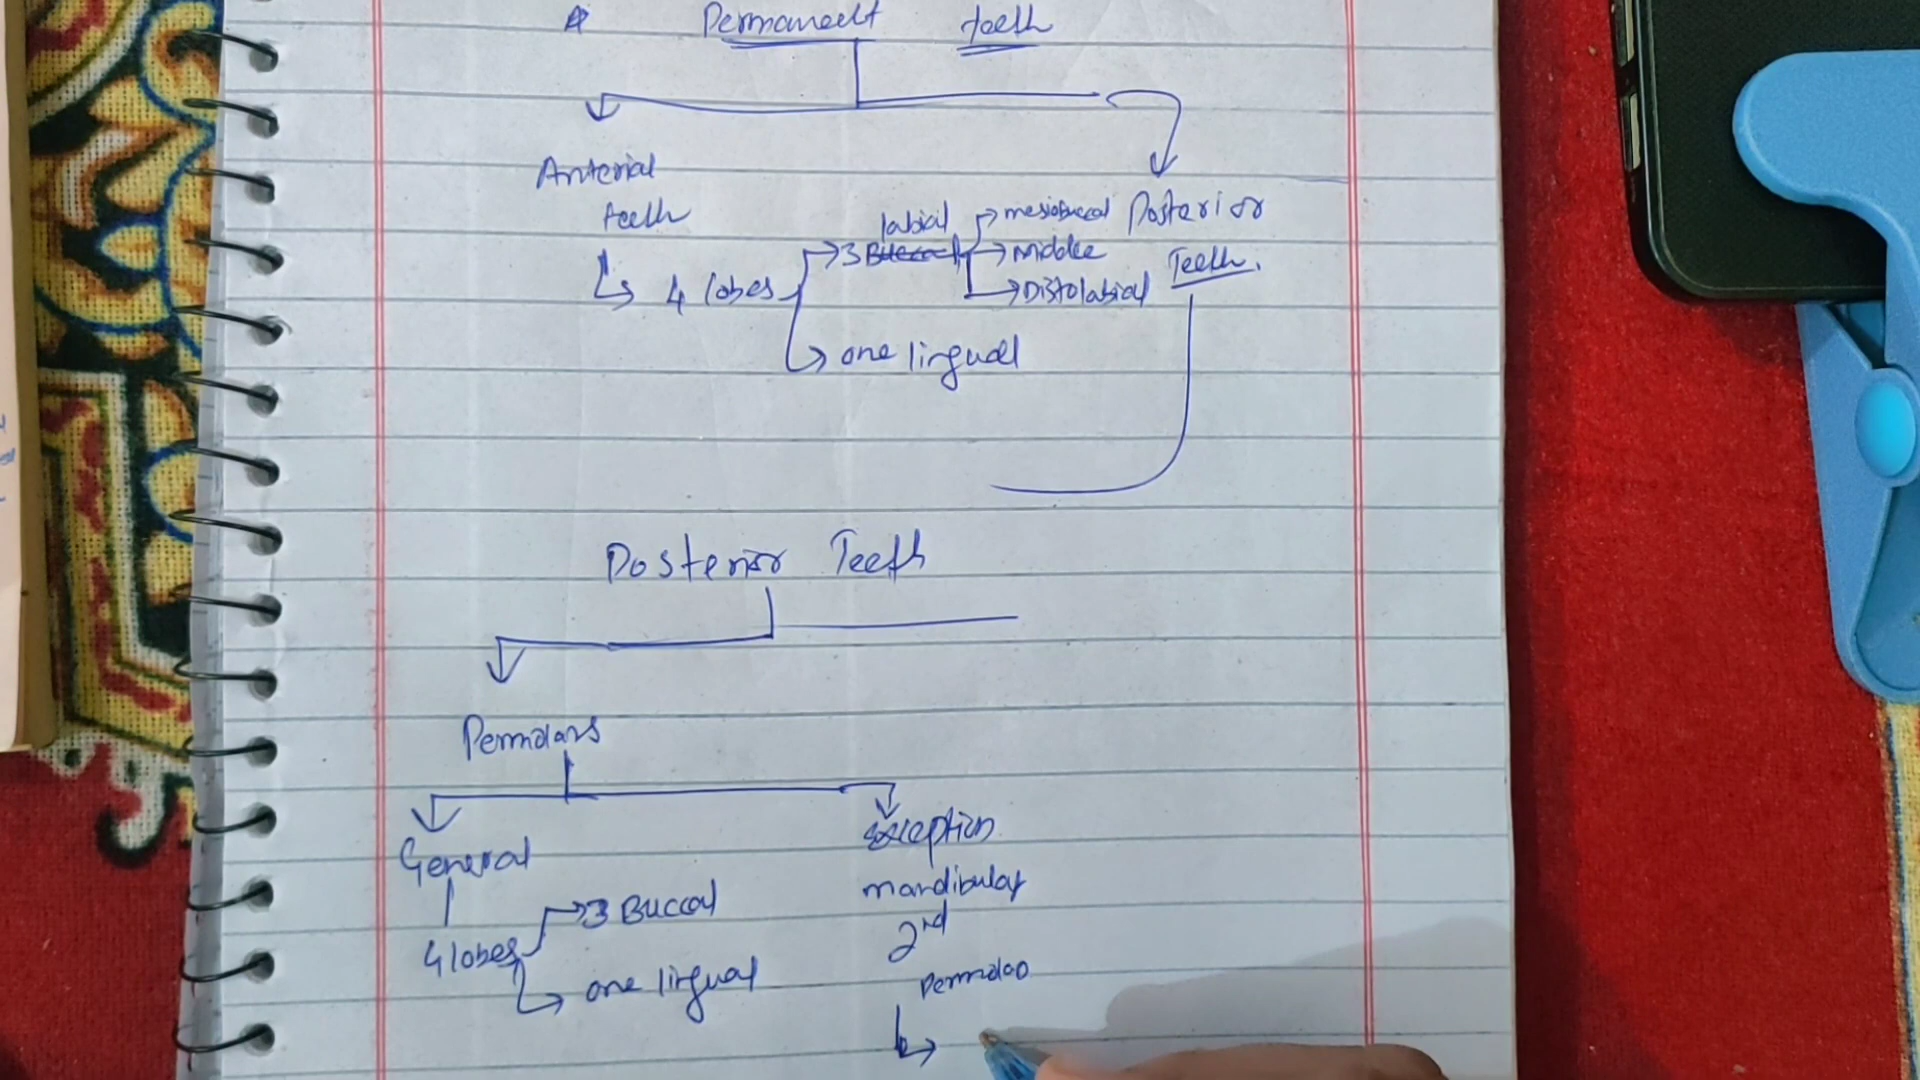 Permanent teeth
Anterial
teeth
Posterior
Teeth.
4 lobes
labial
3 Buccal
mesiobuccal
Middle
Distolabial
one lingual
Posterior Teeth
Permolars
General
4 lobes
3 Buccal
one lingual
Exception
mandibular
2nd
Permolar